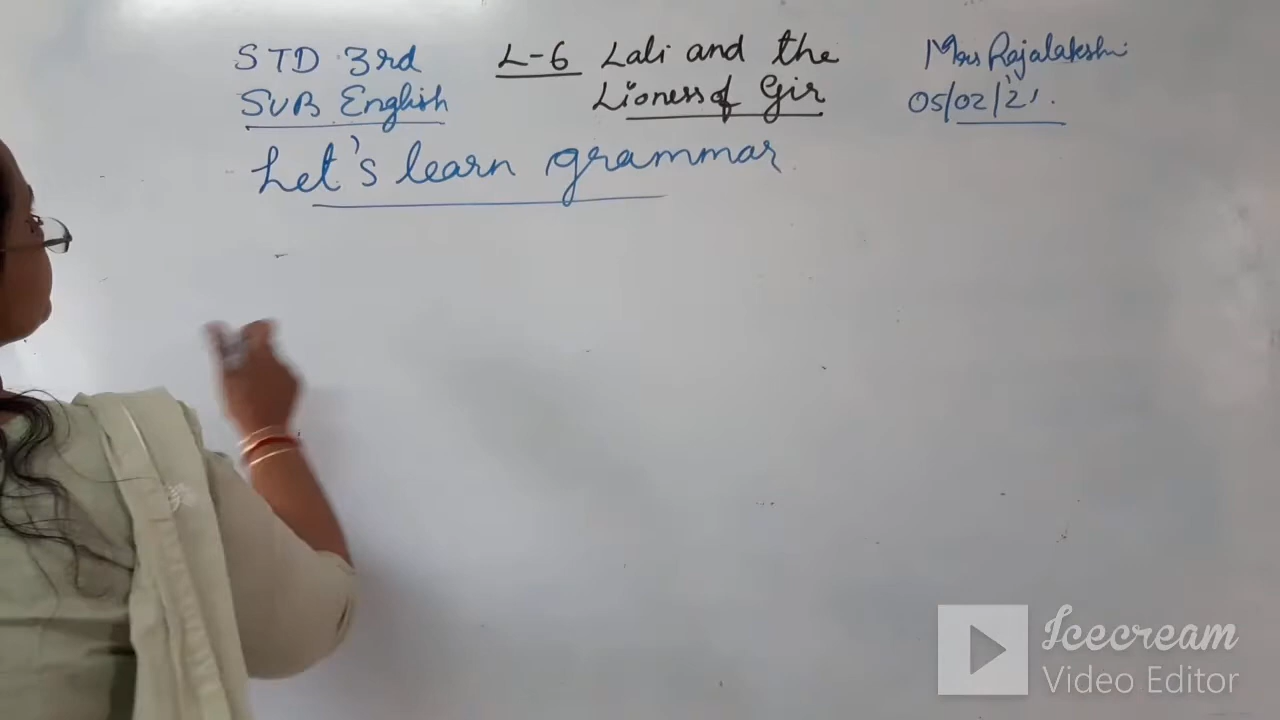 STD 3rd
SUB English
L-6 Lali and the
Lioness of Gir
Mrs Rajalakshmi
05/02/21.
Let's learn grammar
Icecream
Video Editor